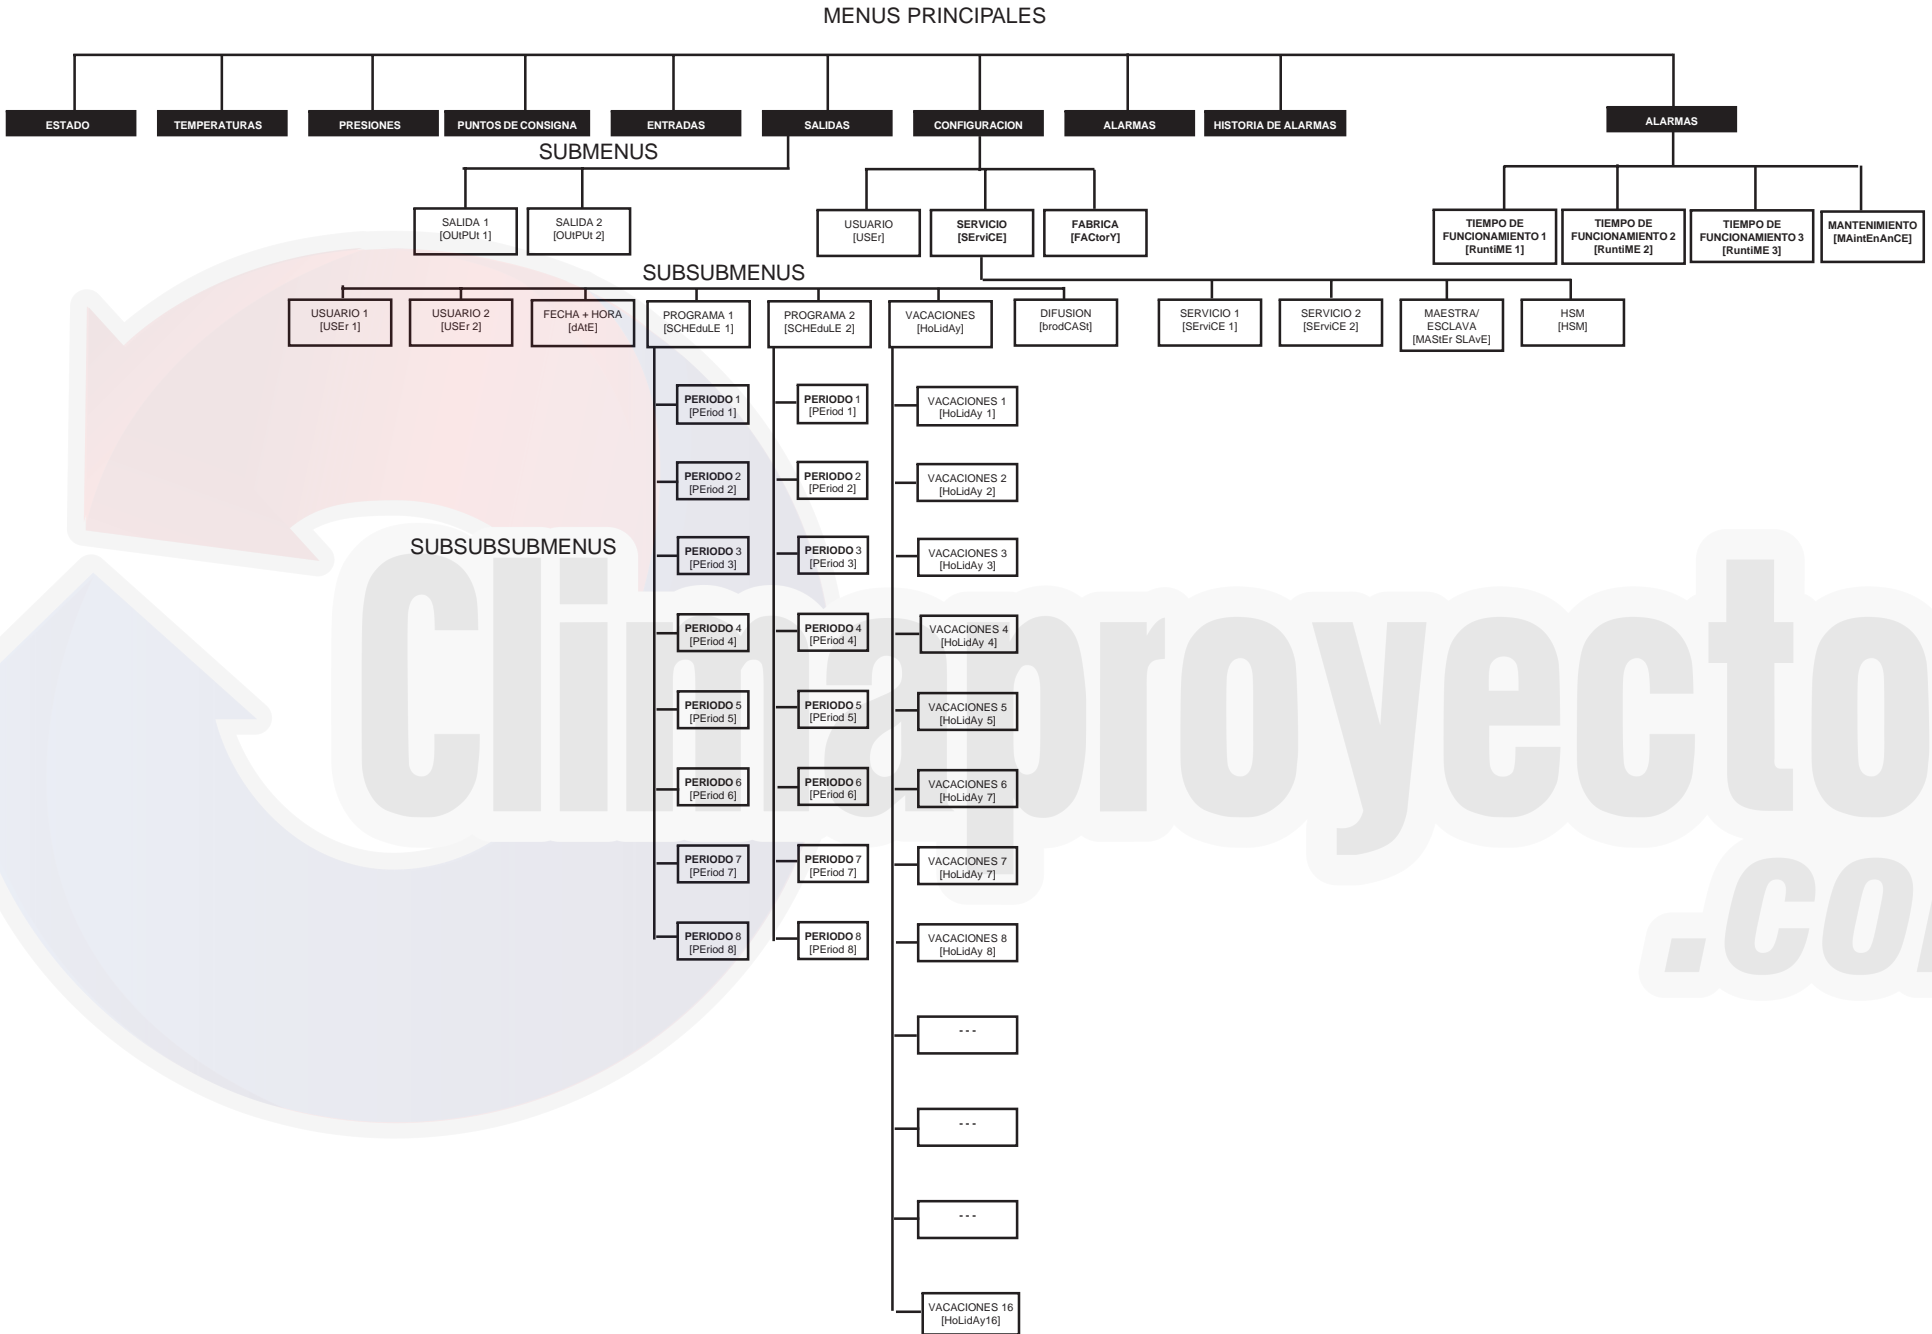 MENUS PRINCIPALES
ESTADO
TEMPERATURAS
PRESIONES
PUNTOS DE CONSIGNA
ENTRADAS
SALIDAS
CONFIGURACION
ALARMAS
HISTORIA DE ALARMAS
ALARMAS
SUBMENUS
SALIDA 1
[OUtPUt 1]
SALIDA 2
[OUtPUt 2]
USUARIO
[USEr]
SERVICIO
[SErviCE]
FABRICA
[FACtorY]
TIEMPO DE
FUNCIONAMIENTO 1
[RuntiME 1]
TIEMPO DE
FUNCIONAMIENTO 2
[RuntiME 2]
TIEMPO DE
FUNCIONAMIENTO 3
[RuntiME 3]
MANTENIMIENTO
[MAintEnAnCE]
SUBSUBMENUS
USUARIO 1
[USEr 1]
USUARIO 2
[USEr 2]
FECHA + HORA
[dAtE]
PROGRAMA 1
[SCHEduLE 1]
PROGRAMA 2
[SCHEduLE 2]
VACACIONES
[HoLidAy]
DIFUSION
[brodCASt]
SERVICIO 1
[SErviCE 1]
SERVICIO 2
[SErviCE 2]
MAESTRA/
ESCLAVA
[MAStEr SLAvE]
HSM
[HSM]
PERIODO 1
[PEriod 1]
PERIODO 1
[PEriod 1]
VACACIONES 1
[HoLidAy 1]
PERIODO 2
[PEriod 2]
PERIODO 2
[PEriod 2]
VACACIONES 2
[HoLidAy 2]
SUBSUBSUBMENUS
PERIODO 3
[PEriod 3]
PERIODO 3
[PEriod 3]
VACACIONES 3
[HoLidAy 3]
PERIODO 4
[PEriod 4]
PERIODO 4
[PEriod 4]
VACACIONES 4
[HoLidAy 4]
PERIODO 5
[PEriod 5]
PERIODO 5
[PEriod 5]
VACACIONES 5
[HoLidAy 5]
PERIODO 6
[PEriod 6]
PERIODO 6
[PEriod 6]
VACACIONES 6
[HoLidAy 7]
PERIODO 7
[PEriod 7]
PERIODO 7
[PEriod 7]
VACACIONES 7
[HoLidAy 7]
PERIODO 8
[PEriod 8]
PERIODO 8
[PEriod 8]
VACACIONES 8
[HoLidAy 8]
- - -
- - -
- - -
VACACIONES 16
[HoLidAy16]
Climaproyecto
.co